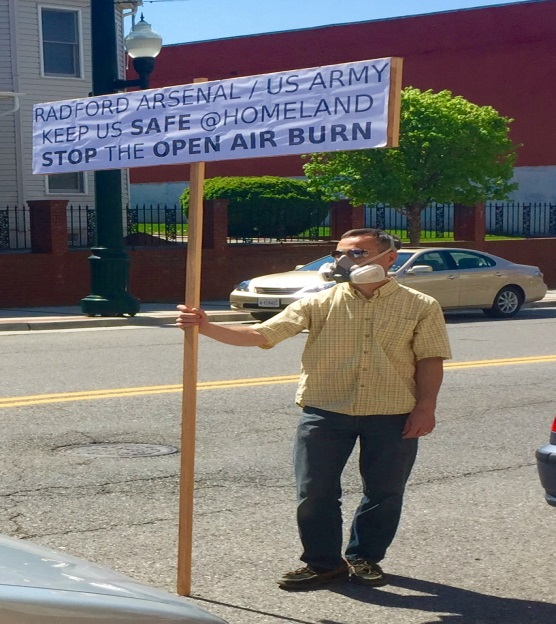 RADFORD ARSENAL / US ARMY
KEEP US SAFE @HOMELAND
STOP THE OPEN AIR BURN